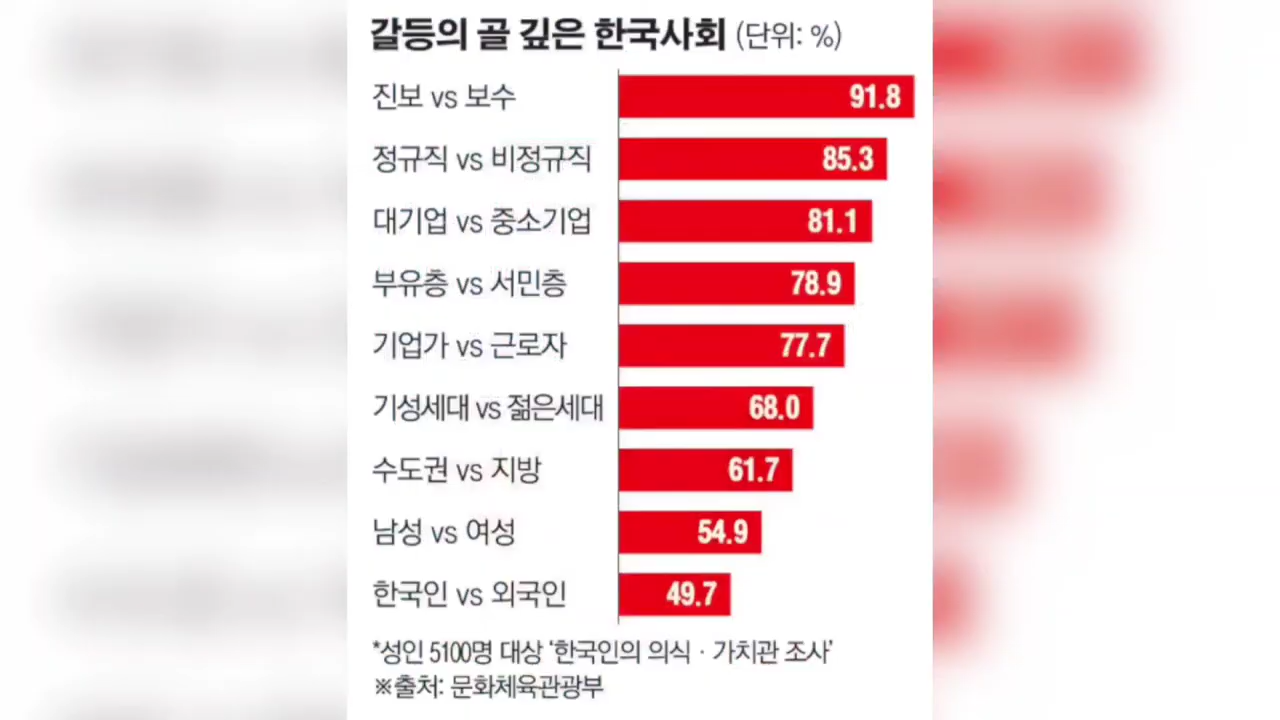 갈등의 골 깊은 한국사회 (단위: %)
진보 vs 보수 91.8
정규직 vs 비정규직 85.3
대기업 vs 중소기업 81.1
부유층 vs 서민층 78.9
기업가 vs 근로자 77.7
기성세대 vs 젊은세대 68.0
수도권 vs 지방 61.7
남성 vs 여성 54.9
한국인 vs 외국인 49.7
*성인 5100명 대상 ‘한국인의 의식 · 가치관 조사’
※출처: 문화체육관광부